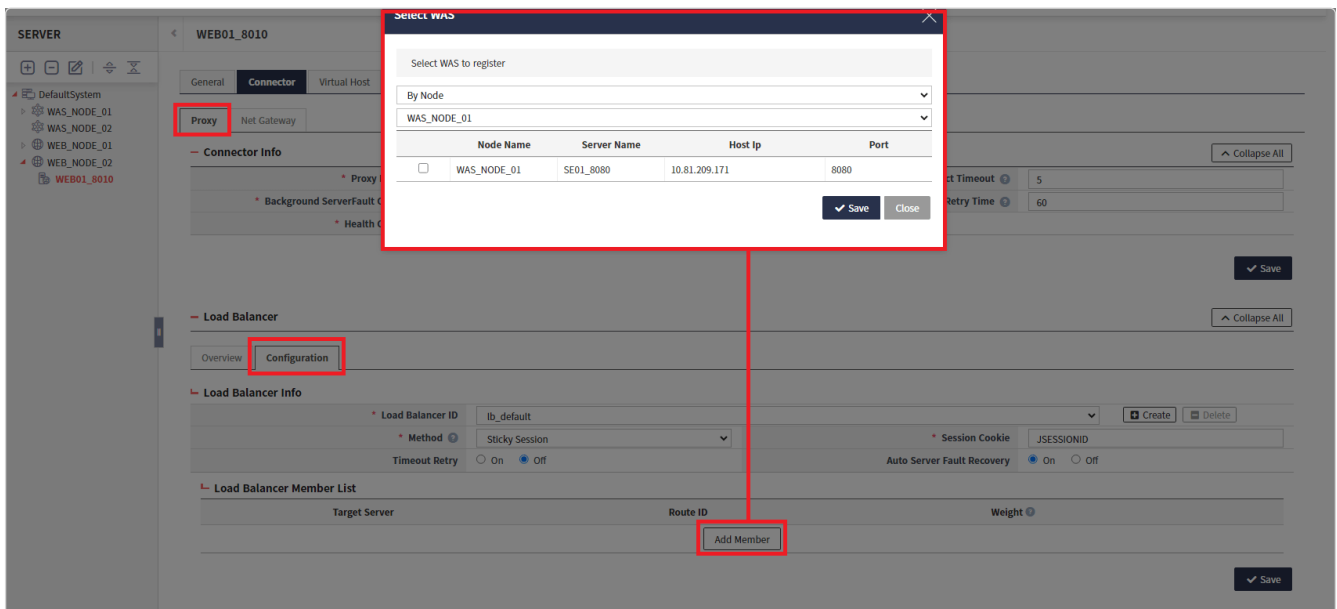 Select WAS
SERVER
WEB01_8010
Select WAS to register
General Connector Virtual Host
DefaultSystem
By Node
WAS_NODE_01
WAS_NODE_01
WAS_NODE_02
Proxy Net Gateway
WEB_NODE_01
Node Name Server Name Host Ip Port
Connector Info
Collapse All
WEB_NODE_02
WAS_NODE_01 SE01_8080 10.81.209.171 8080
WEB01_8010
* Proxy
ct Timeout 5
* Background ServerFault
Retry Time 60
Save Close
* Health
Save
Load Balancer
Collapse All
Overview Configuration
Load Balancer Info
* Load Balancer ID lb_default Create Delete
* Method Sticky Session * Session Cookie JSESSIONID
Timeout Retry On Off Auto Server Fault Recovery On Off
Load Balancer Member List
Target Server Route ID Weight
Add Member
Save